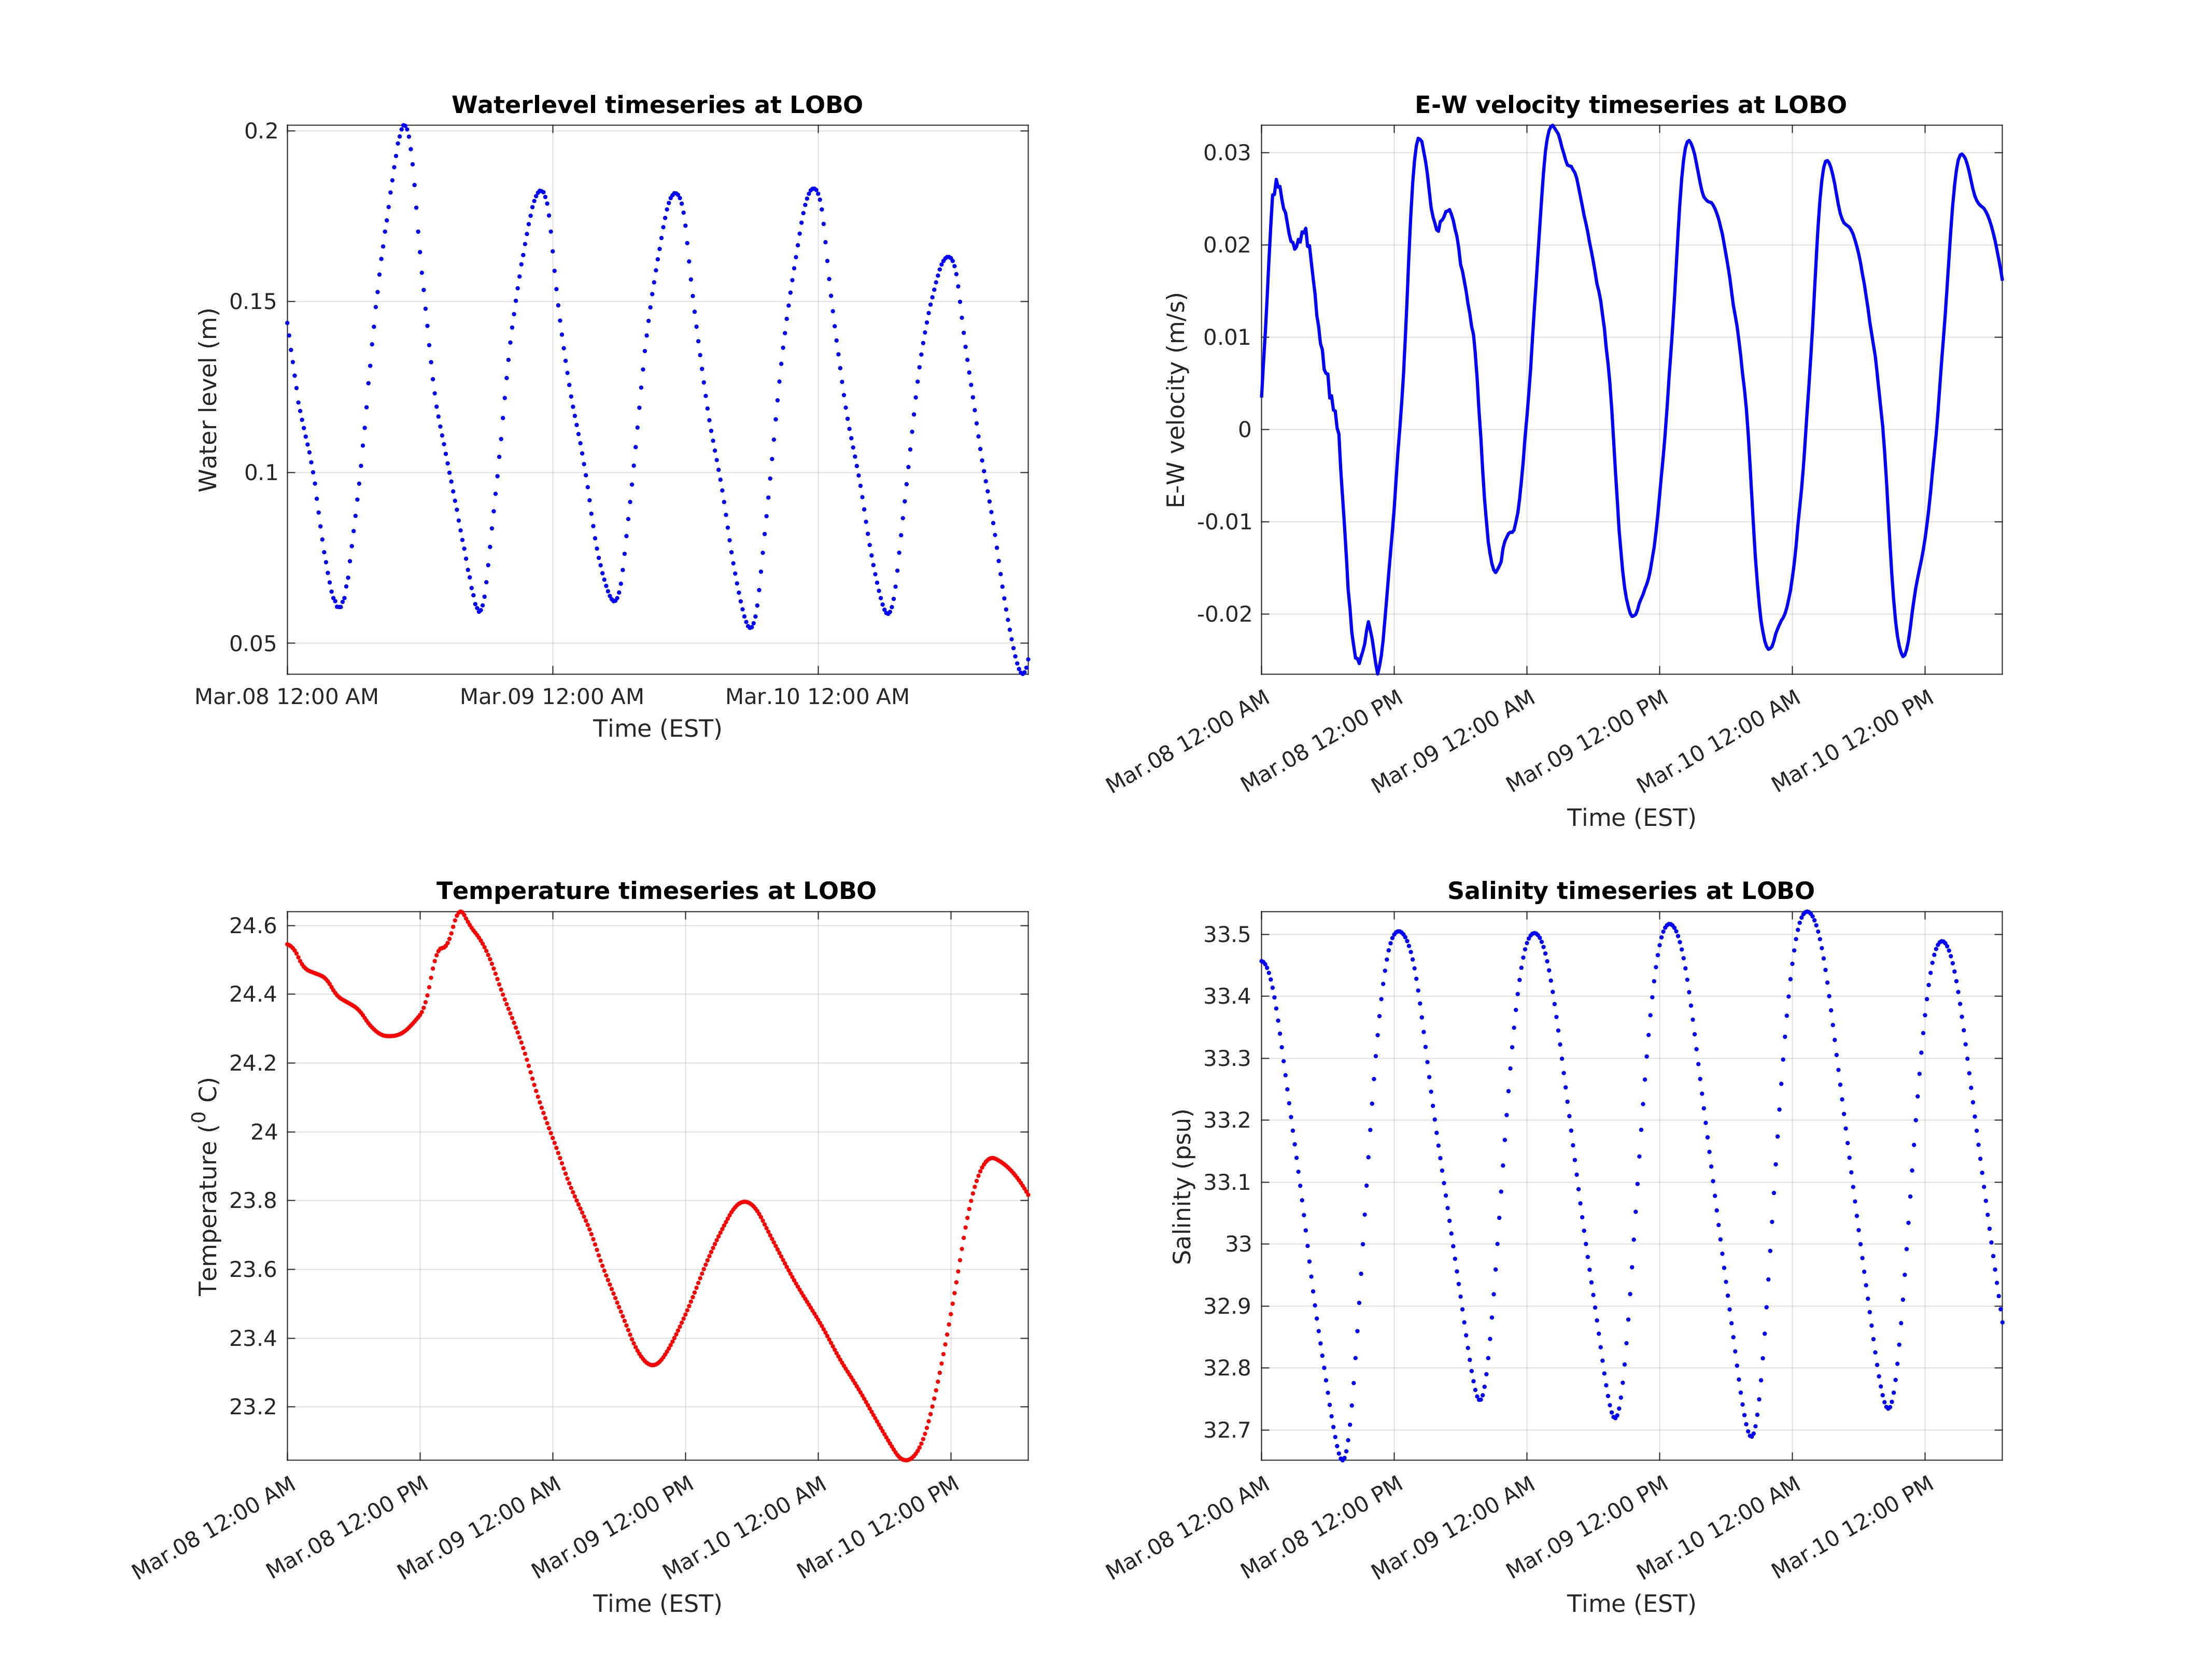 Waterlevel timeseries at LOBO
0.2
0.15
0.1
0.05
Water level (m)
Mar.08 12:00 AM
Mar.09 12:00 AM
Mar.10 12:00 AM
Time (EST)
E-W velocity timeseries at LOBO
0.03
0.02
0.01
0
-0.01
-0.02
E-W velocity (m/s)
Mar.08 12:00 AM
Mar.08 12:00 PM
Mar.09 12:00 AM
Mar.09 12:00 PM
Mar.10 12:00 AM
Mar.10 12:00 PM
Time (EST)
Temperature timeseries at LOBO
24.6
24.4
24.2
24
23.8
23.6
23.4
23.2
Temperature (⁰ C)
Mar.08 12:00 AM
Mar.08 12:00 PM
Mar.09 12:00 AM
Mar.09 12:00 PM
Mar.10 12:00 AM
Mar.10 12:00 PM
Time (EST)
Salinity timeseries at LOBO
33.5
33.4
33.3
33.2
33.1
33
32.9
32.8
32.7
Salinity (psu)
Mar.08 12:00 AM
Mar.08 12:00 PM
Mar.09 12:00 AM
Mar.09 12:00 PM
Mar.10 12:00 AM
Mar.10 12:00 PM
Time (EST)